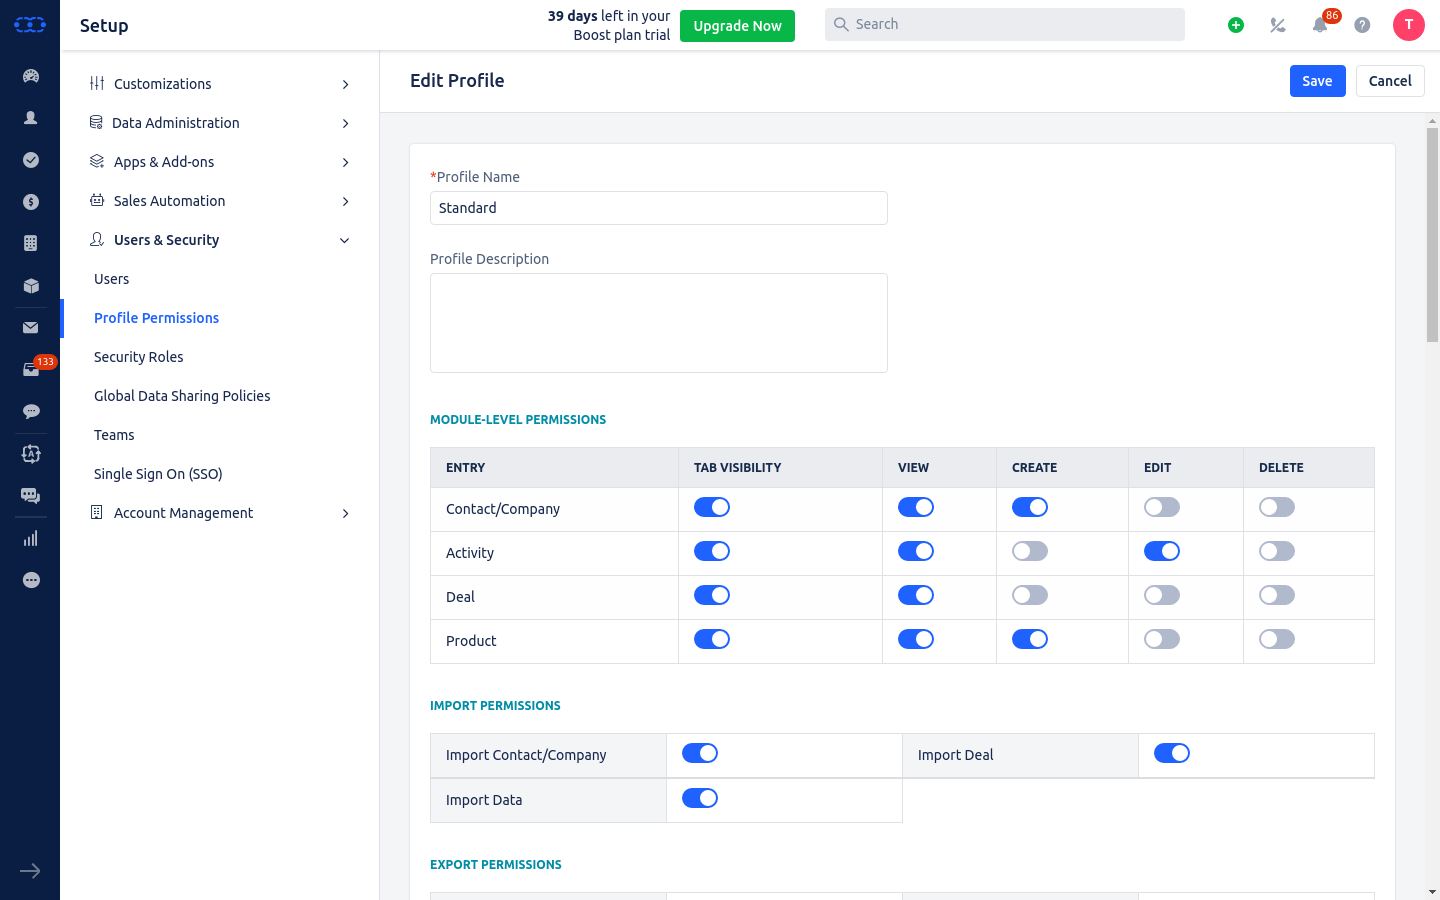 Setup
39 days left in your
Boost plan trial
Upgrade Now
Search
86
?
T
133
Customizations
Data Administration
Apps & Add-ons
Sales Automation
Users & Security
Users
Profile Permissions
Security Roles
Global Data Sharing Policies
Teams
Single Sign On (SSO)
Account Management
Edit Profile
Save
Cancel
*Profile Name
Standard
Profile Description
MODULE-LEVEL PERMISSIONS
ENTRY TAB VISIBILITY VIEW CREATE EDIT DELETE
Contact/Company
Activity
Deal
Product
IMPORT PERMISSIONS
Import Contact/Company Import Deal
Import Data
EXPORT PERMISSIONS